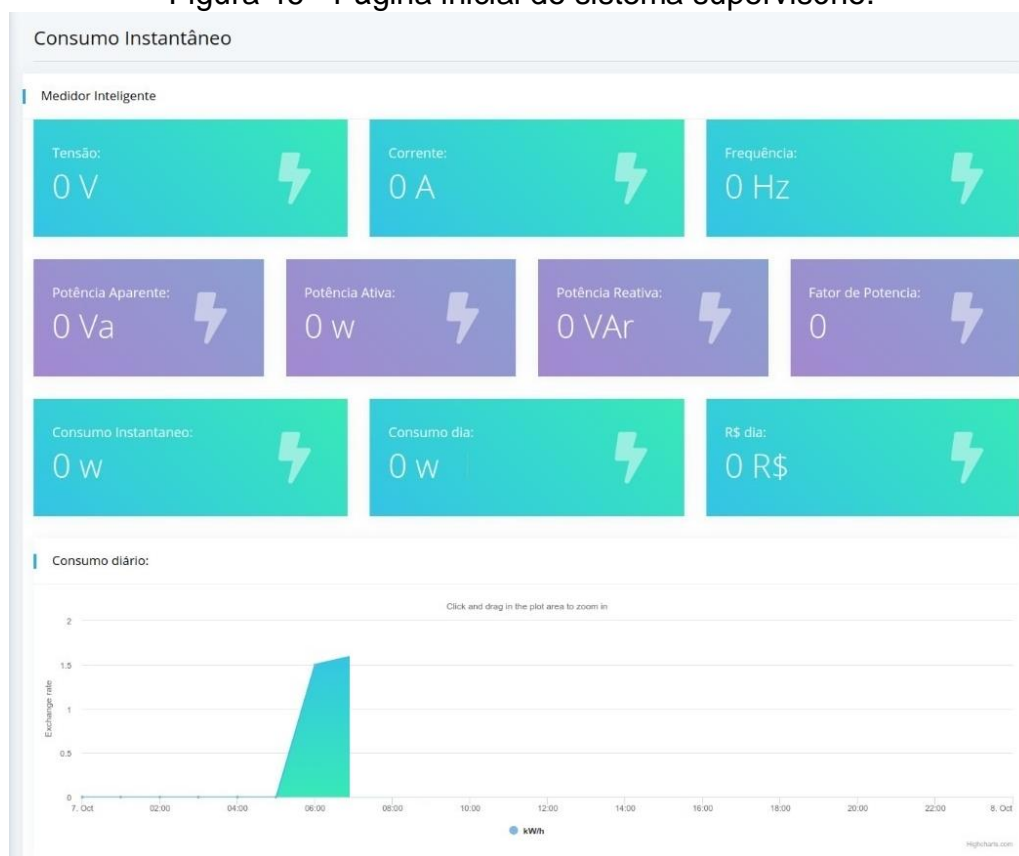 Figura 46 - Página inicial do sistema supervisório.
Consumo Instantâneo
Medidor Inteligente
Tensão:
0 V
Corrente:
0 A
Frequência:
0 Hz
Potência Aparente:
0 Va
Potência Ativa:
0 w
Potência Reativa:
0 VAr
Fator de Potencia:
0
Consumo Instantaneo:
0 w
Consumo dia:
0 w
R$ dia:
0 R$
Consumo diário:
Click and drag in the plot area to zoom in
Exchange rate
2
1.5
1
0.5
0
7. Oct 02:00 04:00 06:00 08:00 10:00 12:00 14:00 16:00 18:00 20:00 22:00 8. Oct
kW/h
Highcharts.com